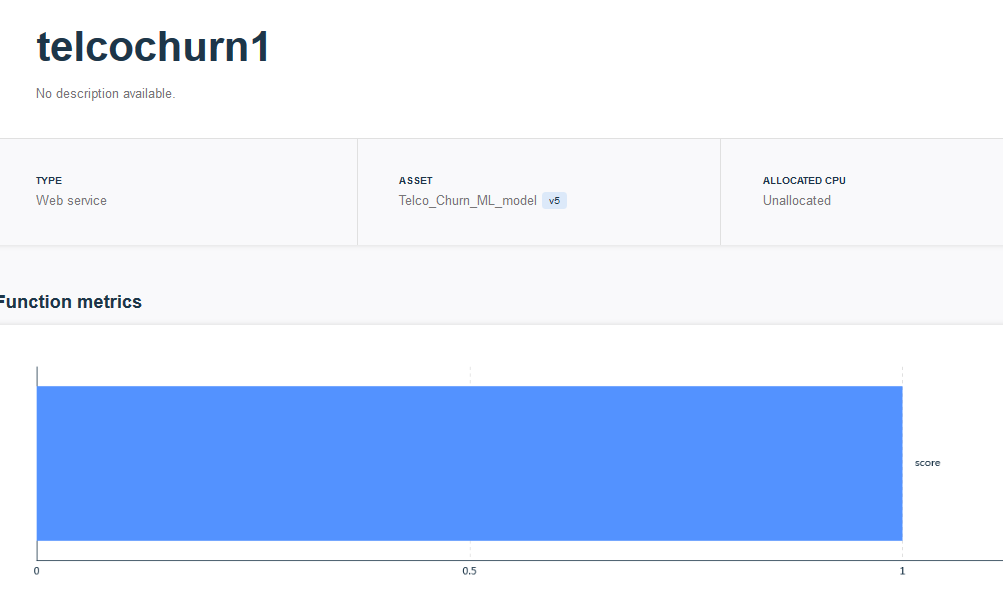 telcochurn1
No description available.
TYPE
Web service
ASSET
Telco_Churn_ML_model v5
ALLOCATED CPU
Unallocated
Function metrics
score
0 0.5 1